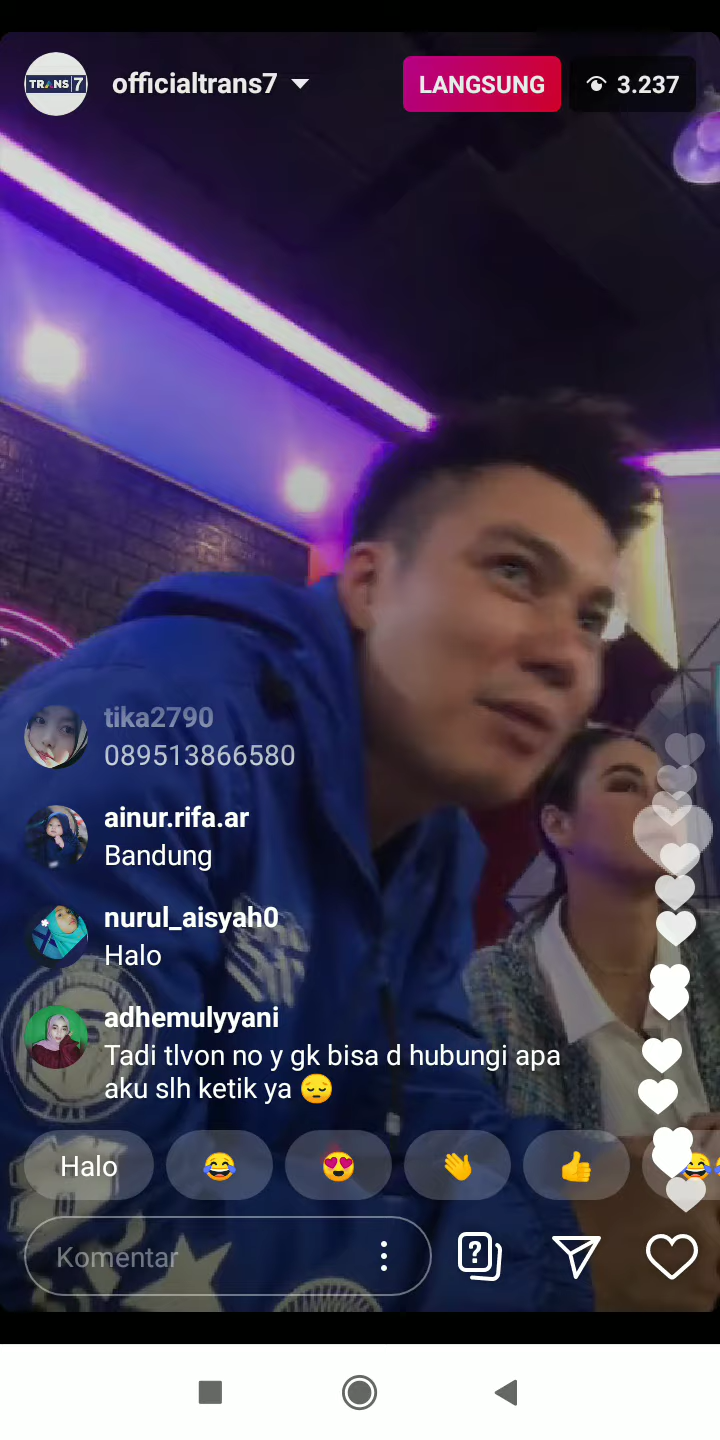 TRANS|7
officialtrans7
LANGSUNG
3.237
tika2790
089513866580
ainur.rifa.ar
Bandung
nurul_aisyah0
Halo
adhemulyyani
Tadi tlvon no y gk bisa d hubungi apa
aku slh ketik ya 😔
Halo
Komentar